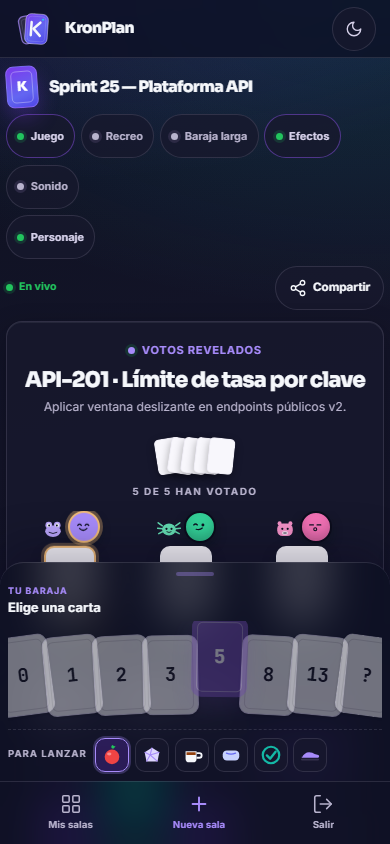 K
KronPlan
K
Sprint 25 — Plataforma API
Juego
Recreo
Baraja larga
Efectos
Sonido
Personaje
En vivo
Compartir
VOTOS REVELADOS
API-201 · Límite de tasa por clave
Aplicar ventana deslizante en endpoints públicos v2.
5 DE 5 HAN VOTADO
TU BARAJA
Elige una carta
0 1 2 3 5 8 13 ?
PARA LANZAR
Mis salas
Nueva sala
Salir